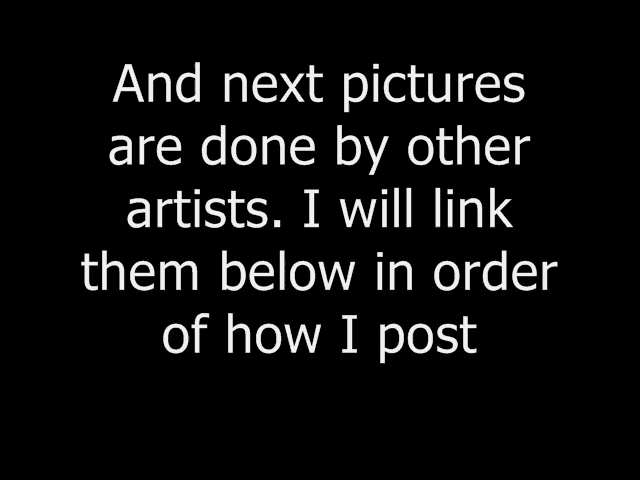 And next pictures
are done by other
artists. I will link
them below in order
of how I post